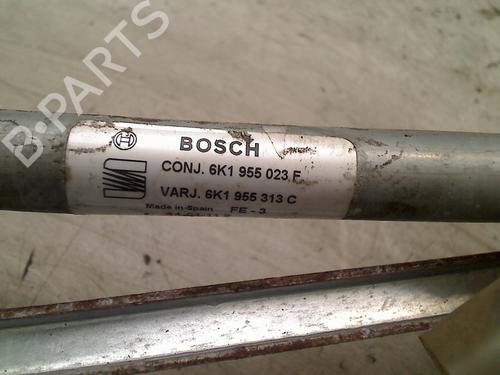 B-PARTS
BOSCH
CONJ. 6K1 955 023 F
VARJ. 6K1 955 313 C
Made in Spain FE - 3